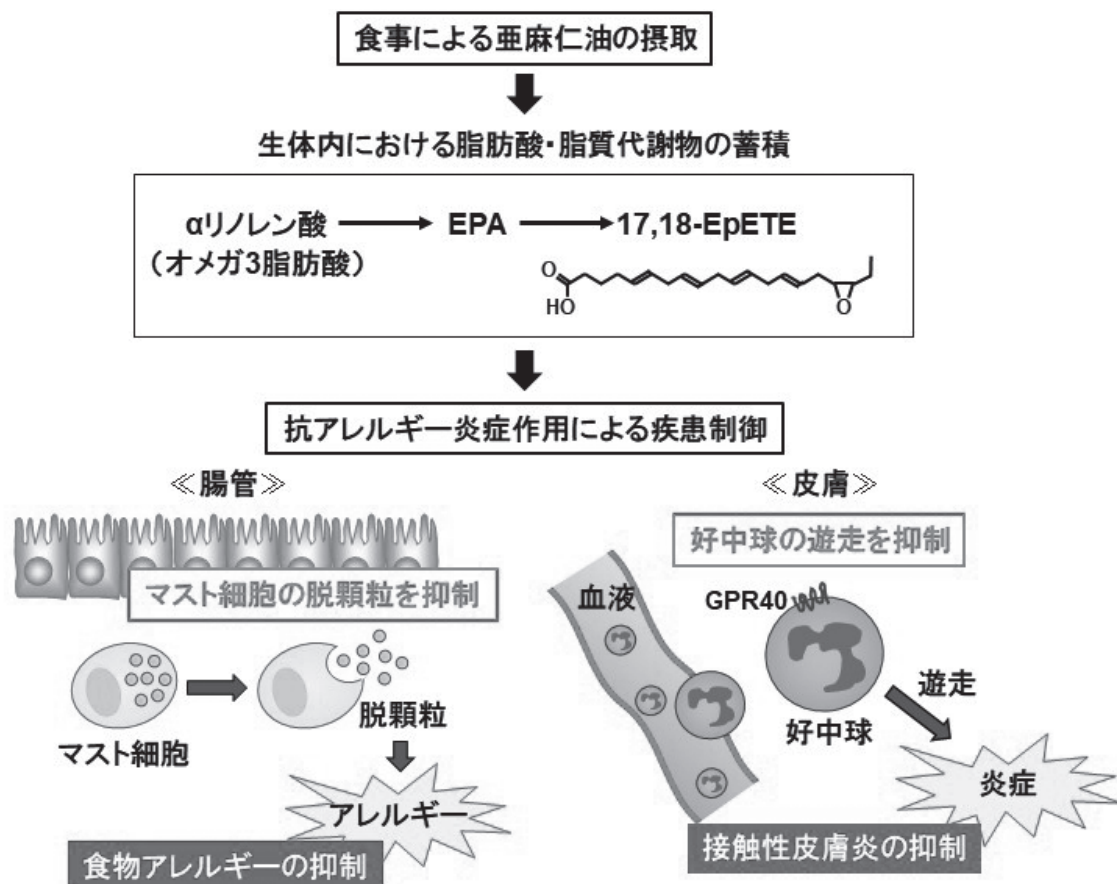 食事による亜麻仁油の摂取
生体内における脂肪酸・脂質代謝物の蓄積
αリノレン酸 EPA 17,18-EpETE
（オメガ3脂肪酸）
O
HO
O
抗アレルギー炎症作用による疾患制御
≪腸管≫
マスト細胞の脱顆粒を抑制
マスト細胞
脱顆粒
アレルギー
食物アレルギーの抑制
≪皮膚≫
好中球の遊走を抑制
血液
GPR40
好中球
遊走
炎症
接触性皮膚炎の抑制